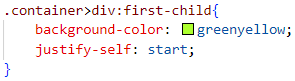 .container>div:first-child{
    background-color: greenyellow;
    justify-self: start;
}